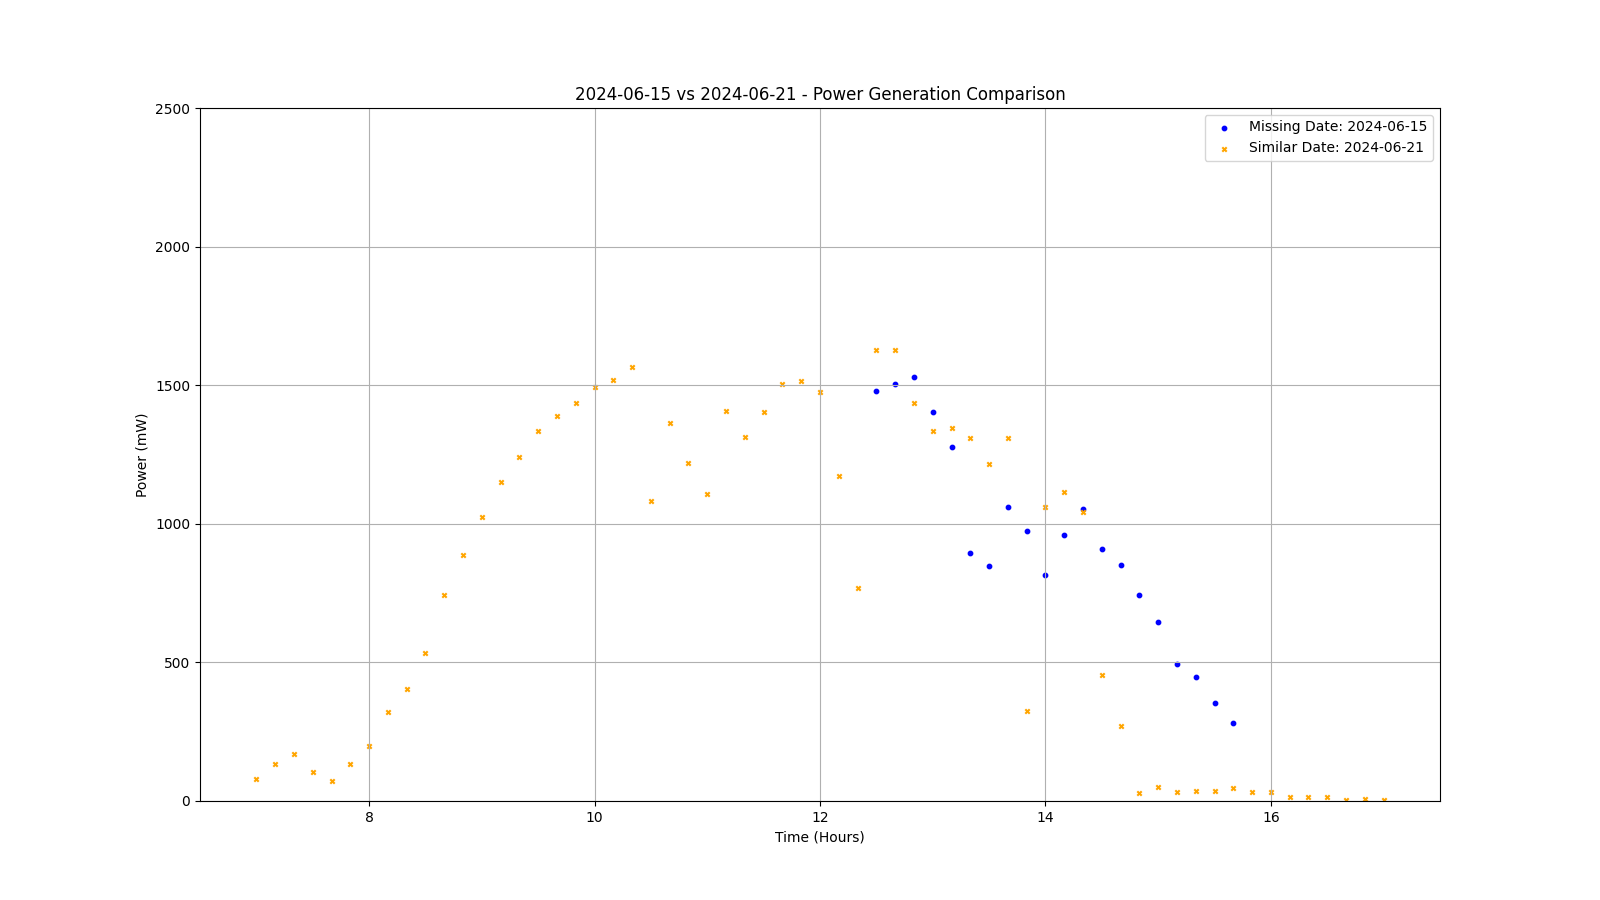 2024-06-15 vs 2024-06-21 - Power Generation Comparison
Missing Date: 2024-06-15
Similar Date: 2024-06-21
2500
2000
1500
1000
500
0
Power (mW)
8 10 12 14 16
Time (Hours)